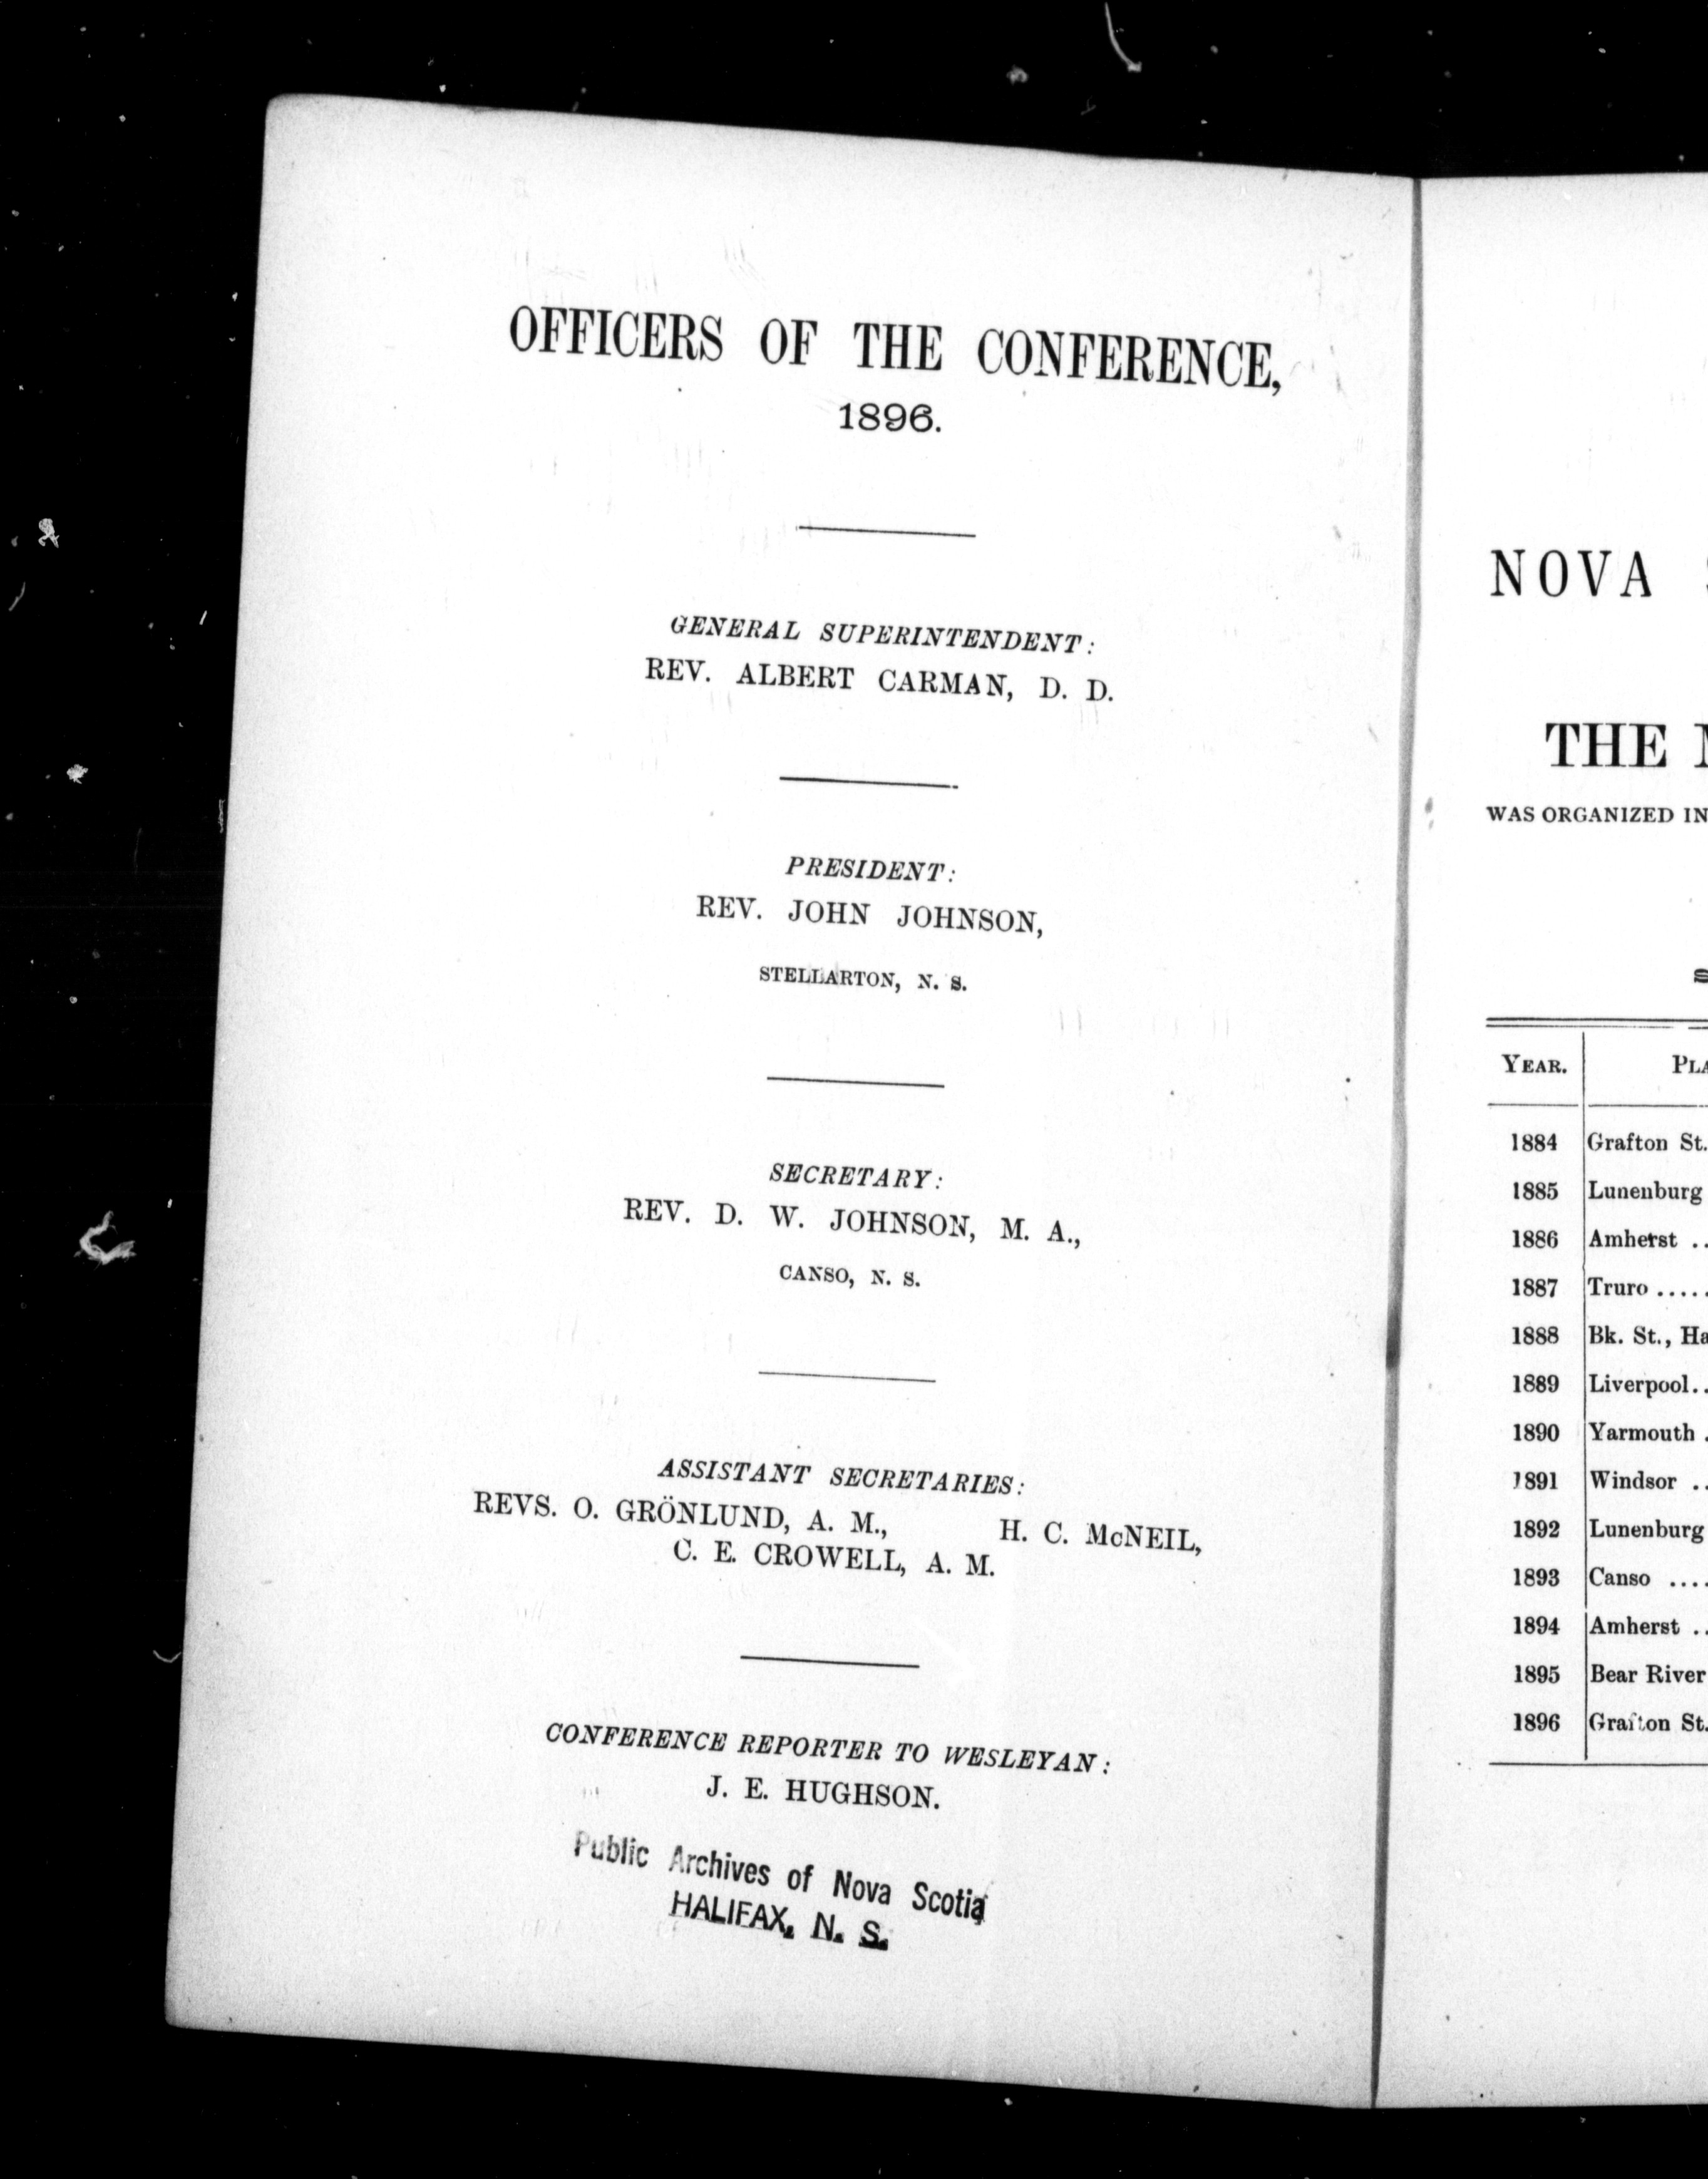 OFFICERS OF THE CONFERENCE,
1896.
GENERAL SUPERINTENDENT:
REV. ALBERT CARMAN, D. D.
PRESIDENT:
REV. JOHN JOHNSON,
STELLARTON, N. S.
SECRETARY:
REV. D. W. JOHNSON, M. A.,
CANSO, N. S.
ASSISTANT SECRETARIES:
REVS. O. GRÖNLUND, A. M., H. C. McNEIL,
C. E. CROWELL, A. M.
CONFERENCE REPORTER TO WESLEYAN:
J. E. HUGHSON.
Public Archives of Nova Scotia
HALIFAX, N. S.
NOVA
THE
WAS ORGANIZED IN
YEAR. PLA
1884 Grafton St.
1885 Lunenburg
1886 Amherst ..
1887 Truro .....
1888 Bk. St., Ha
1889 Liverpool..
1890 Yarmouth .
1891 Windsor ..
1892 Lunenburg
1893 Canso ....
1894 Amherst ..
1895 Bear River
1896 Grafton St.